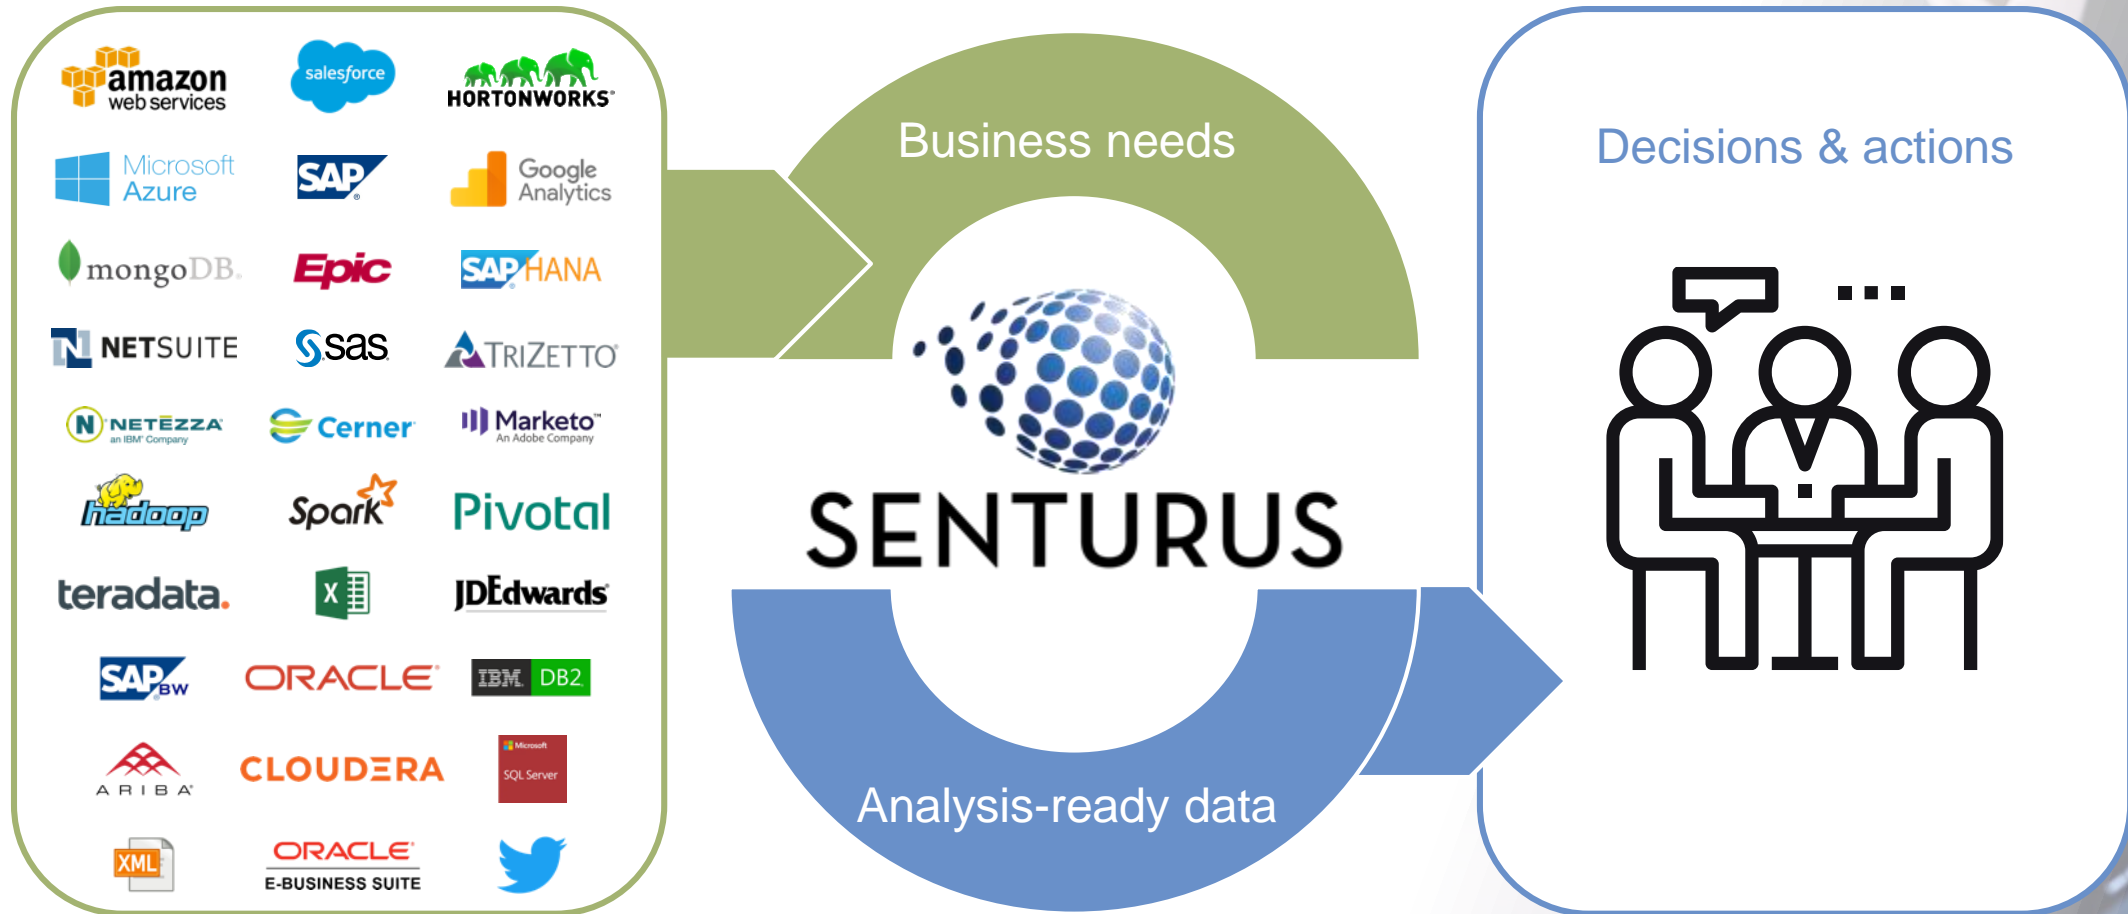 amazon
web services
salesforce
HORTONWORKS®
Microsoft
Azure
SAP®
Google
Analytics
mongoDB®
Epic
SAP® HANA
N NETSUITE
S.sas
TRIZETTO®
N NETĒZZA®
an IBM® Company
Cerner
Marketo™
An Adobe Company
hadoop
Spark
Pivotal
teradata.
X
JDEdwards
SAP BW
ORACLE®
IBM DB2
ARIBA
CLOUDERA
Microsoft
SQL Server
XML
ORACLE®
E-BUSINESS SUITE
Business needs
SENTURUS
Analysis-ready data
Decisions & actions